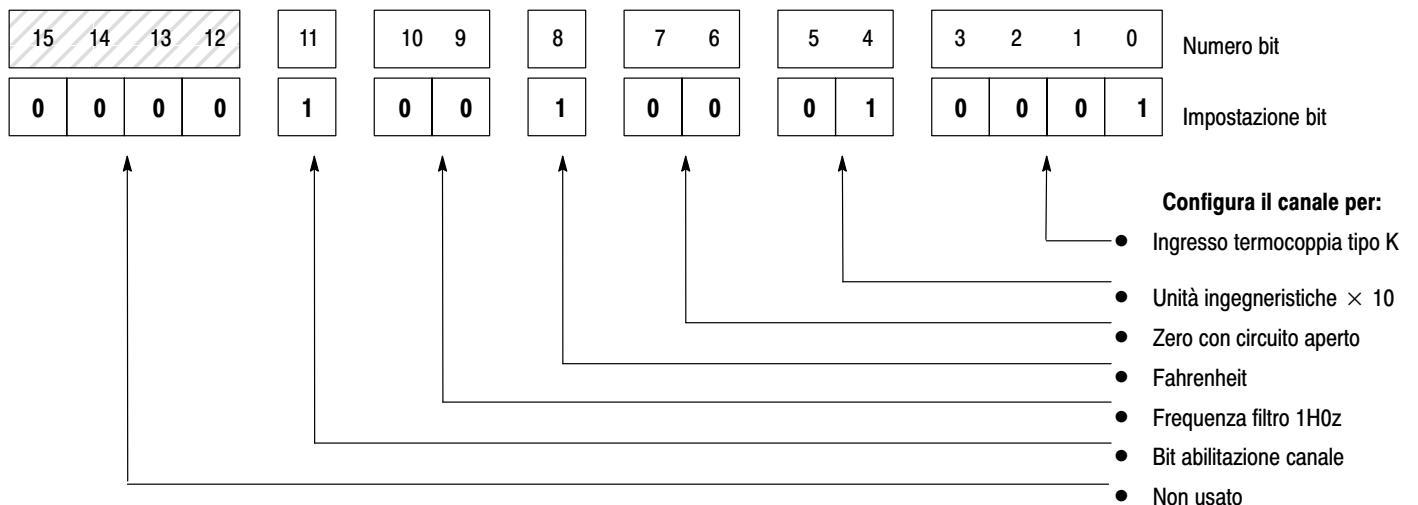 15 14 13 12 11 10 9 8 7 6 5 4 3 2 1 0 Numero bit
0 0 0 0 1 0 0 1 0 0 0 1 0 0 0 1 Impostazione bit
Configura il canale per:
● Ingresso termocoppia tipo K
● Unità ingegneristiche × 10
● Zero con circuito aperto
● Fahrenheit
● Frequenza filtro 1H0z
● Bit abilitazione canale
● Non usato